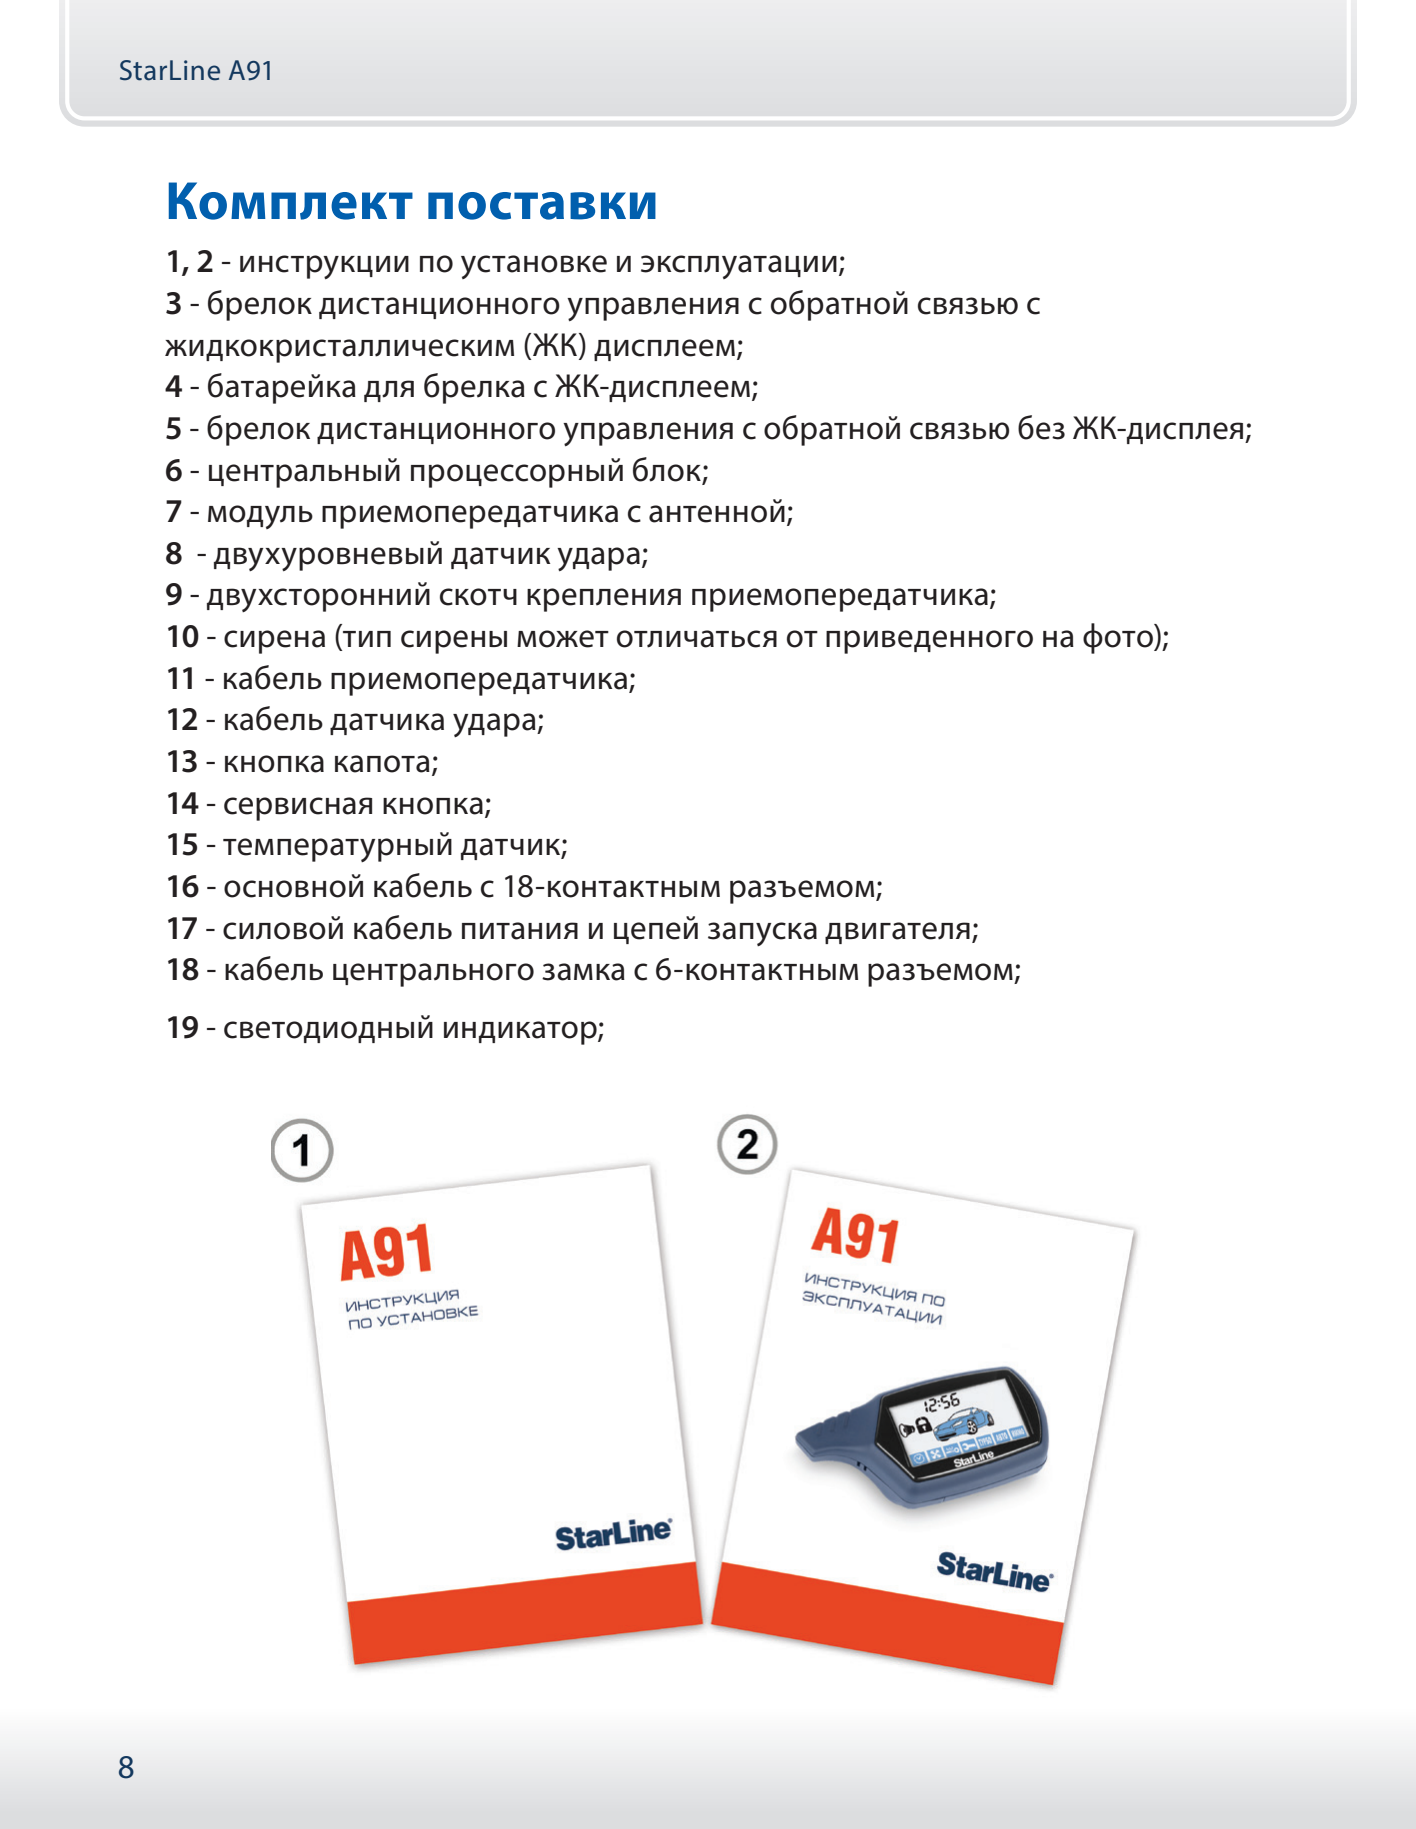 StarLine A91
Комплект поставки
1, 2 - инструкции по установке и эксплуатации;
3 - брелок дистанционного управления с обратной связью с
жидкокристаллическим (ЖК) дисплеем;
4 - батарейка для брелка с ЖК-дисплеем;
5 - брелок дистанционного управления с обратной связью без ЖК-дисплея;
6 - центральный процессорный блок;
7 - модуль приемопередатчика с антенной;
8 - двухуровневый датчик удара;
9 - двухсторонний скотч крепления приемопередатчика;
10 - сирена (тип сирены может отличаться от приведенного на фото);
11 - кабель приемопередатчика;
12 - кабель датчика удара;
13 - кнопка капота;
14 - сервисная кнопка;
15 - температурный датчик;
16 - основной кабель с 18-контактным разъемом;
17 - силовой кабель питания и цепей запуска двигателя;
18 - кабель центрального замка с 6-контактным разъемом;
19 - светодиодный индикатор;
1
A91
ИНСТРУКЦИЯ
ПО УСТАНОВКЕ
StarLine
2
A91
ИНСТРУКЦИЯ ПО
ЭКСПЛУАТАЦИИ
12:56
StarLine
StarLine
8